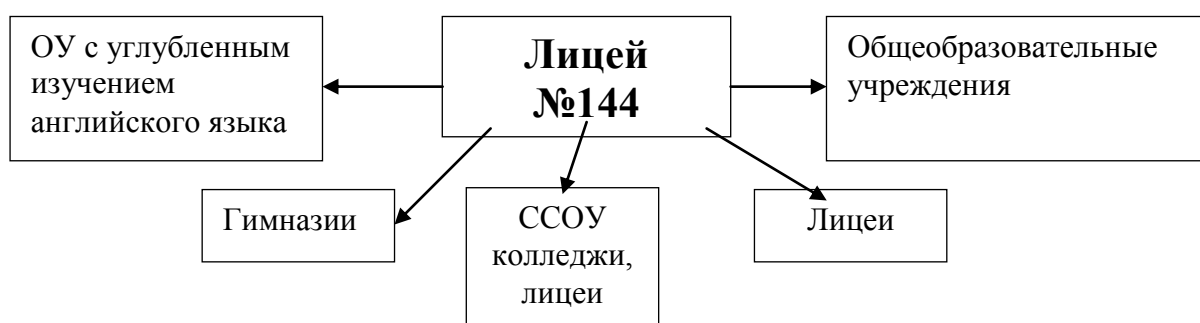 ОУ с углубленным
изучением
английского языка
Лицей
№144
Общеобразовательные
учреждения
Гимназии
ССОУ
колледжи,
лицеи
Лицеи